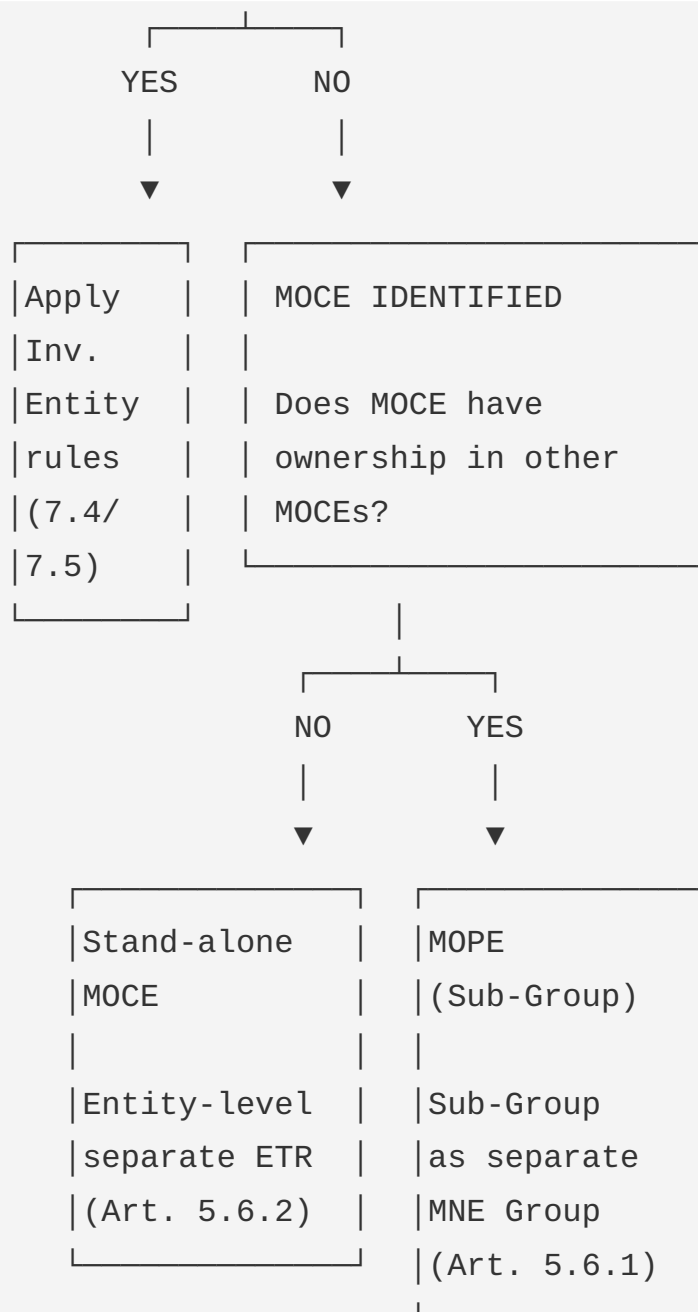 YES NO
Apply
Inv.
Entity
rules
(7.4/
7.5)
MOCE IDENTIFIED
Does MOCE have
ownership in other
MOCEs?
NO YES
Stand-alone
MOCE
Entity-level
separate ETR
(Art. 5.6.2)
MOPE
(Sub-Group)
Sub-Group
as separate
MNE Group
(Art. 5.6.1)